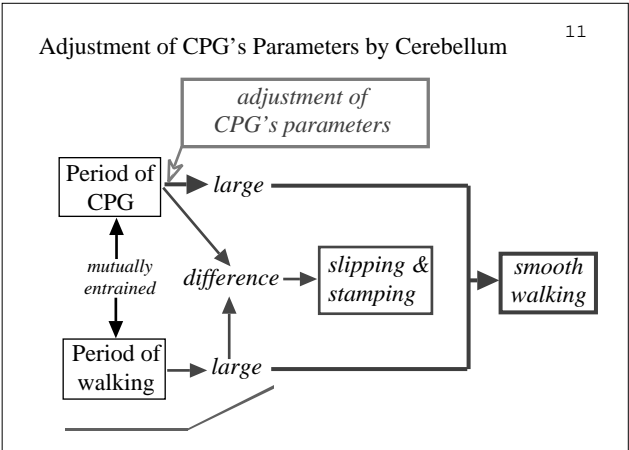 11
Adjustment of CPG's Parameters by Cerebellum
adjustment of
CPG's parameters
Period of
CPG
large
mutually
entrained
difference
slipping &
stamping
smooth
walking
Period of
walking
large